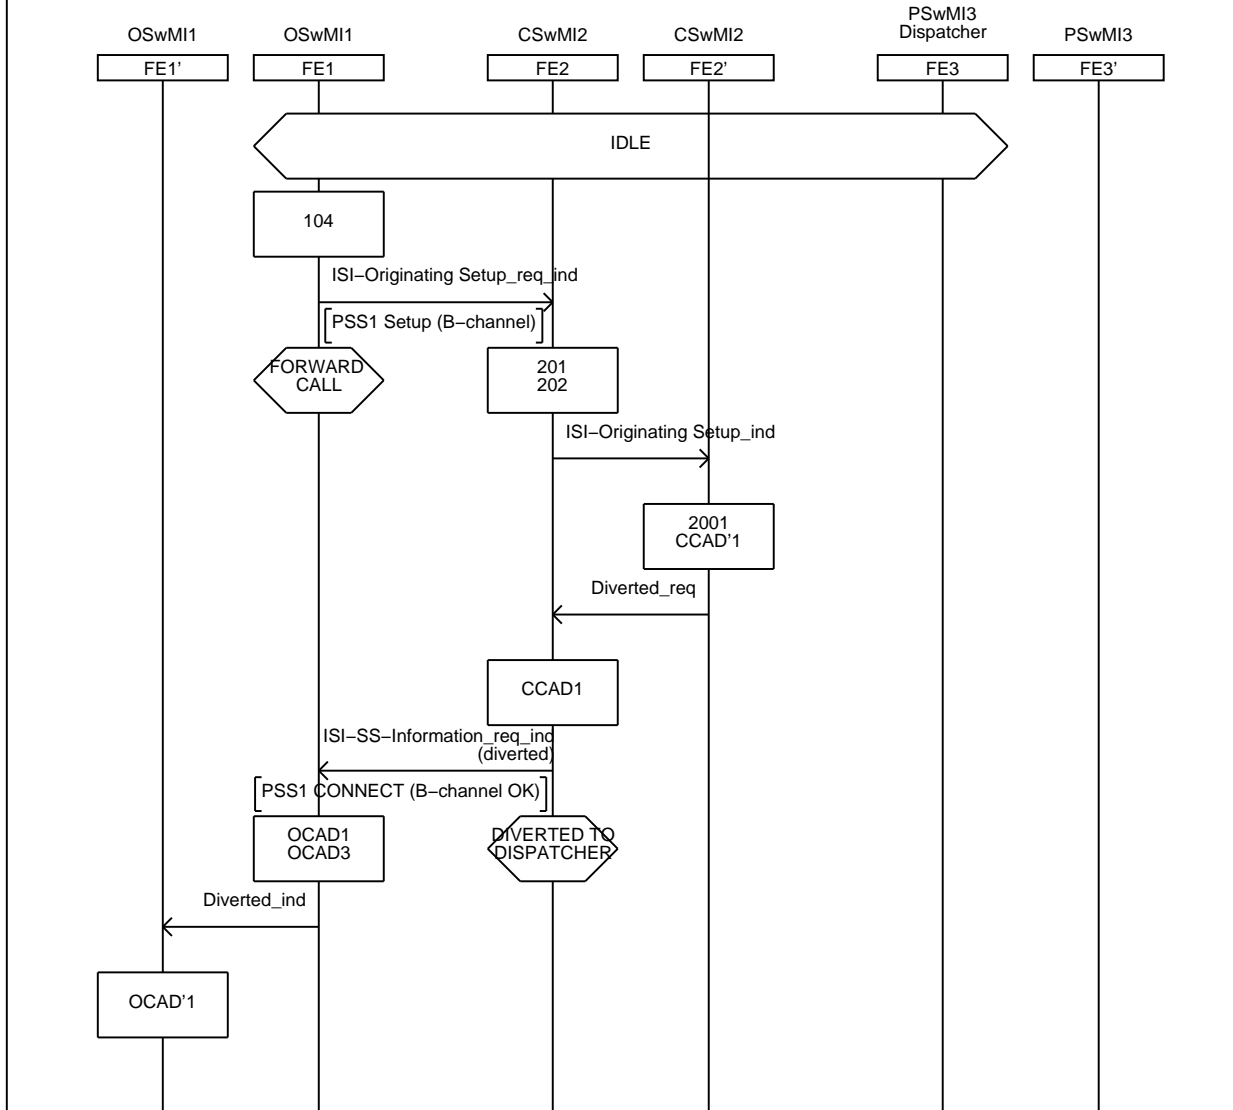 OSwMI1
OSwMI1
CSwMI2
CSwMI2
PSwMI3
Dispatcher
PSwMI3
FE1'
FE1
FE2
FE2'
FE3
FE3'
IDLE
104
ISI−Originating Setup_req_ind
PSS1 Setup (B−channel)
FORWARD
CALL
201
202
ISI−Originating Setup_ind
2001
CCAD'1
Diverted_req
CCAD1
ISI−SS−Information_req_ind
(diverted)
PSS1 CONNECT (B−channel OK)
OCAD1
OCAD3
DIVERTED TO
DISPATCHER
Diverted_ind
OCAD'1